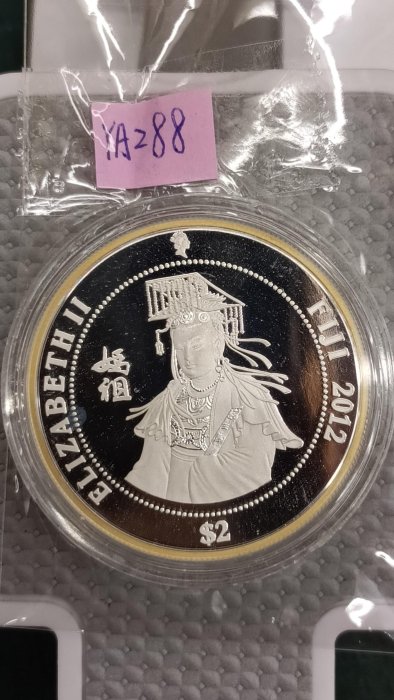 YA288
ELIZABETH II
FIJI 2012
媽
祖
$2